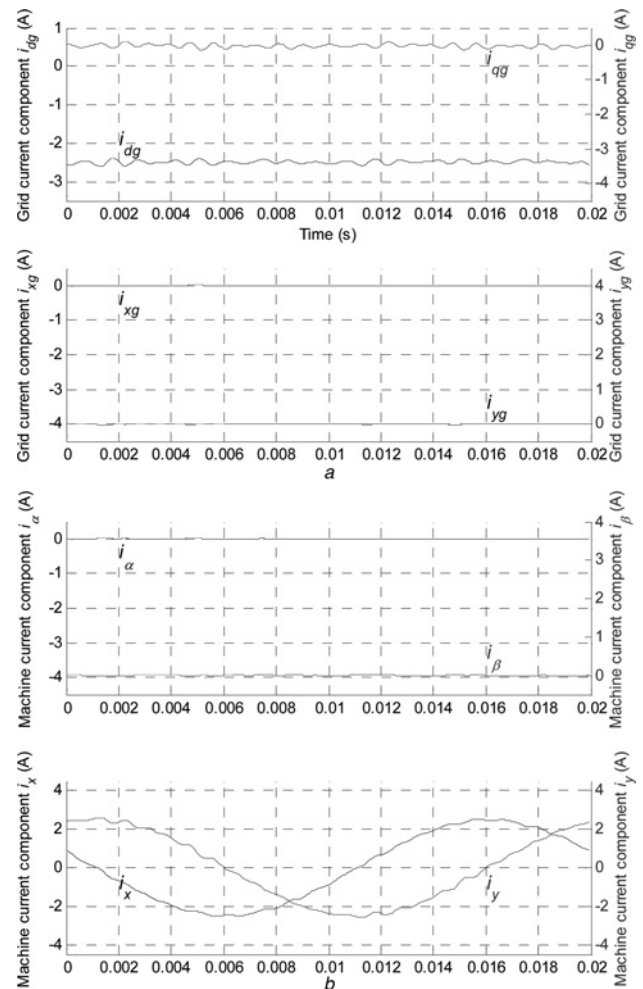 Grid current component i_dg (A)
1
0
-1
-2
-3
0
-1
-2
-3
Grid current component i_qg (A)
i_qg
i_dg
0 0.002 0.004 0.006 0.008 0.01 0.012 0.014 0.016 0.018 0.02
Time (s)
Grid current component i_xg (A)
0
-1
-2
-3
-4
4
3
2
1
0
Grid current component i_yg (A)
i_xg
i_yg
0 0.002 0.004 0.006 0.008 0.01 0.012 0.014 0.016 0.018 0.02
a
Machine current component i_α (A)
0
-1
-2
-3
-4
4
3
2
1
0
Machine current component i_β (A)
i_α
i_β
0 0.002 0.004 0.006 0.008 0.01 0.012 0.014 0.016 0.018 0.02
Machine current component i_x (A)
4
2
0
-2
-4
4
2
0
-2
-4
Machine current component i_y (A)
i_x
i_y
0 0.002 0.004 0.006 0.008 0.01 0.012 0.014 0.016 0.018 0.02
b